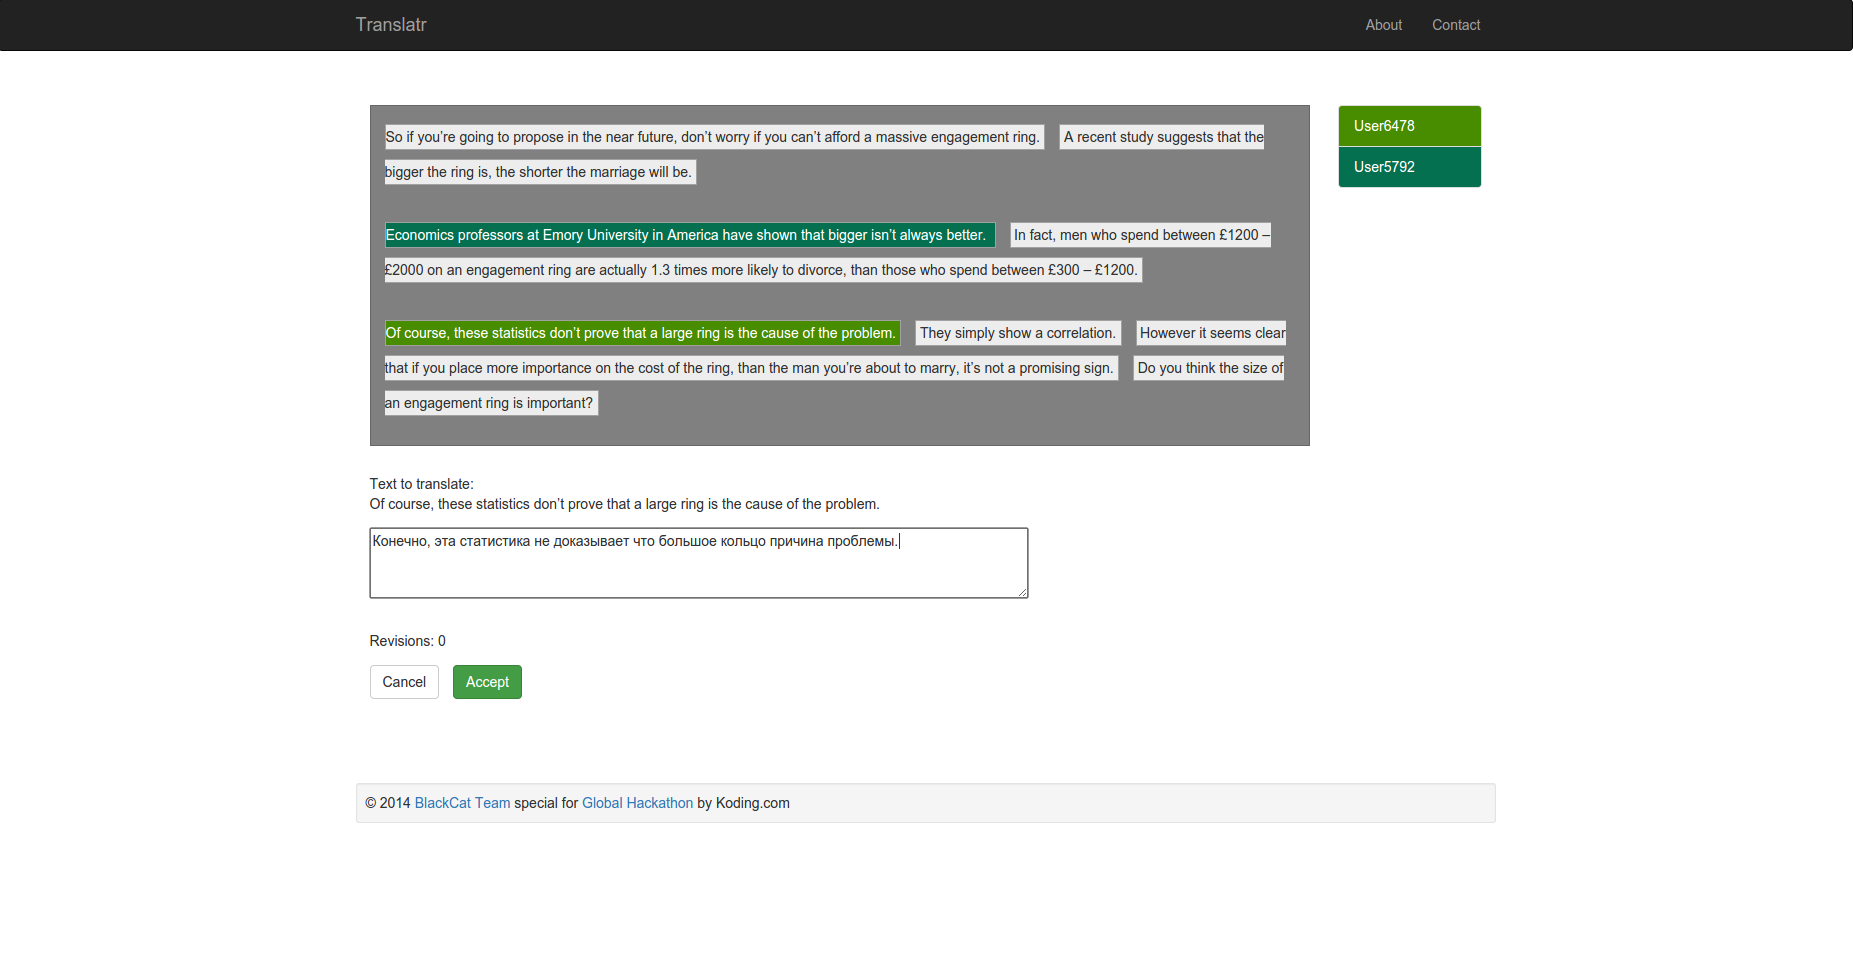 Translatr
About Contact
So if you’re going to propose in the near future, don’t worry if you can’t afford a massive engagement ring. A recent study suggests that the
bigger the ring is, the shorter the marriage will be.
Economics professors at Emory University in America have shown that bigger isn’t always better. In fact, men who spend between £1200 –
£2000 on an engagement ring are actually 1.3 times more likely to divorce, than those who spend between £300 – £1200.
Of course, these statistics don’t prove that a large ring is the cause of the problem. They simply show a correlation. However it seems clear
that if you place more importance on the cost of the ring, than the man you’re about to marry, it’s not a promising sign. Do you think the size of
an engagement ring is important?
User6478
User5792
Text to translate:
Of course, these statistics don’t prove that a large ring is the cause of the problem.
Конечно, эта статистика не доказывает что большое кольцо причина проблемы.
Revisions: 0
Cancel Accept
© 2014 BlackCat Team special for Global Hackathon by Koding.com